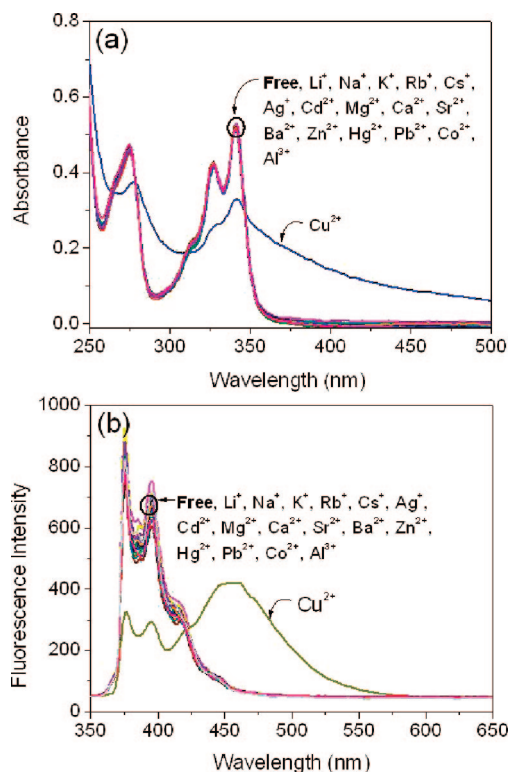 (a)
0.8
0.6
0.4
0.2
0.0
Absorbance
Free, Li⁺, Na⁺, K⁺, Rb⁺, Cs⁺,
Ag⁺, Cd²⁺, Mg²⁺, Ca²⁺, Sr²⁺,
Ba²⁺, Zn²⁺, Hg²⁺, Pb²⁺, Co²⁺,
Al³⁺
Cu²⁺
250 300 350 400 450 500
Wavelength (nm)
(b)
1000
800
600
400
200
0
Fluorescence Intensity
Free, Li⁺, Na⁺, K⁺, Rb⁺, Cs⁺, Ag⁺,
Cd²⁺, Mg²⁺, Ca²⁺, Sr²⁺, Ba²⁺, Zn²⁺,
Hg²⁺, Pb²⁺, Co²⁺, Al³⁺
Cu²⁺
350 400 450 500 550 600 650
Wavelength (nm)